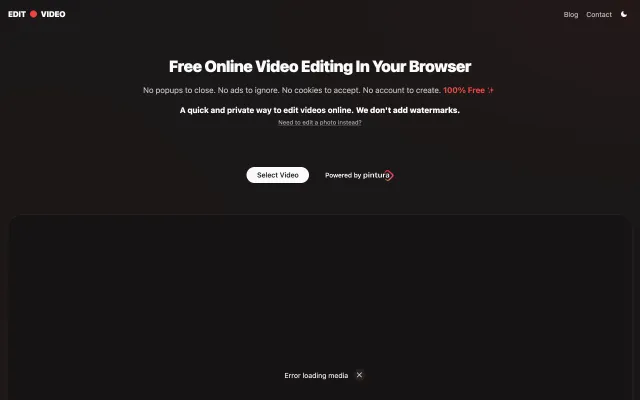 EDIT VIDEO
Blog Contact
Free Online Video Editing In Your Browser
No popups to close. No ads to ignore. No cookies to accept. No account to create. 100% Free
A quick and private way to edit videos online. We don't add watermarks.
Need to edit a photo instead?
Select Video
Powered by pintura
Error loading media